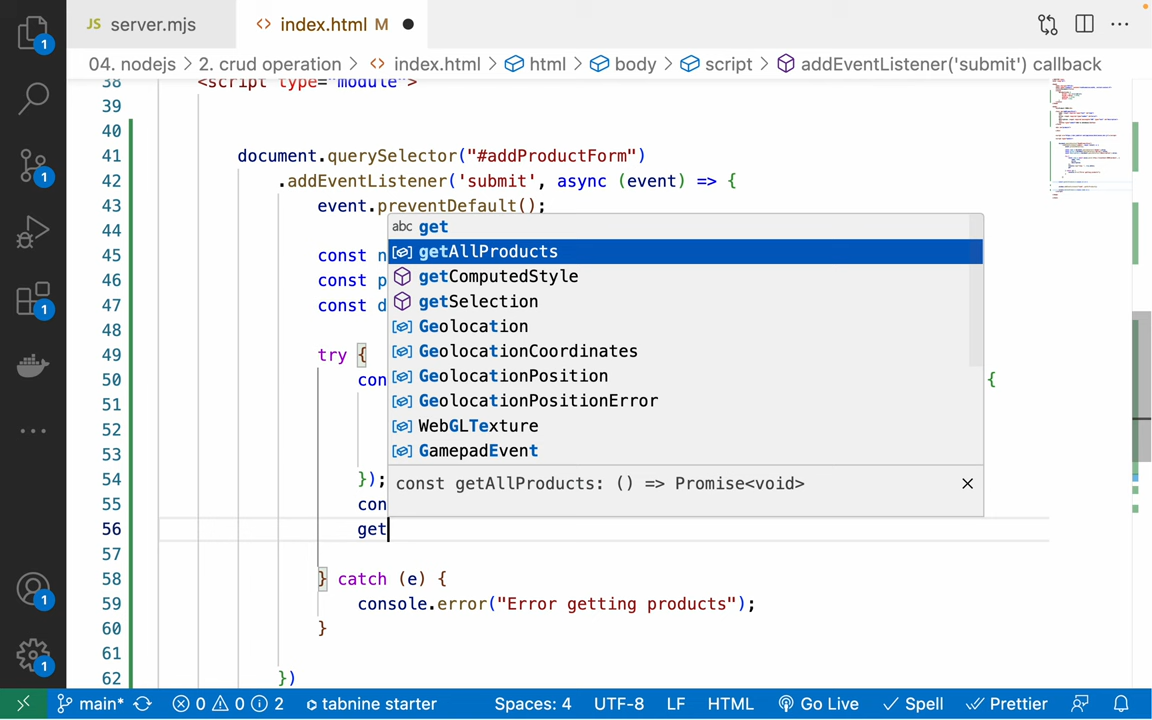 JS server.mjs
<> index.html M
04. nodejs > 2. crud operation > <> index.html > html > body > script > addEventListener('submit') callback
38 <script type="module">
39
40
41 document.querySelector("#addProductForm")
42 .addEventListener('submit', async (event) => {
43 event.preventDefault();
44
45 const n
46 const p
47 const d
48
49 try {
50 con {
51
52
53
54 });
55 con
56 get
57
58 } catch (e) {
59 console.error("Error getting products");
60 }
61
62 })
abc get
getAllProducts
getComputedStyle
getSelection
Geolocation
GeolocationCoordinates
GeolocationPosition
GeolocationPositionError
WebGLTexture
GamepadEvent
const getAllProducts: () => Promise<void>
1
1
1
1
1
main* 0 0 2 tabnine starter Spaces: 4 UTF-8 LF HTML Go Live Spell Prettier